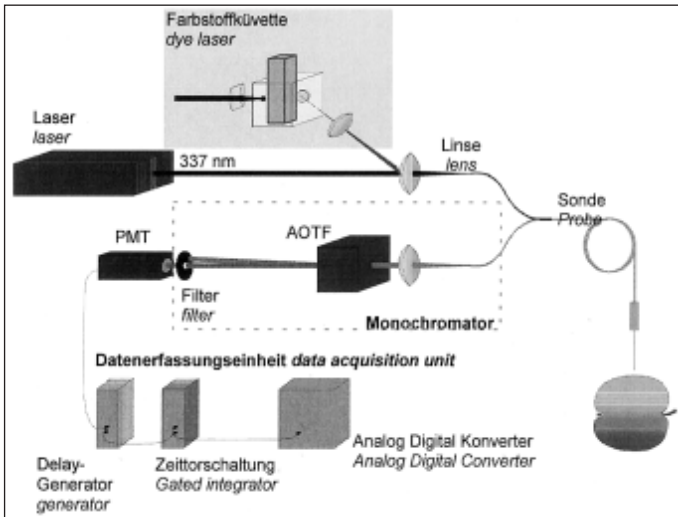 Farbstoffküvette
dye laser
Laser
laser
337 nm
Linse
lens
Sonde
Probe
PMT
AOTF
Filter
filter
Monochromator
Datenerfassungseinheit data acquisition unit
Delay-
Generator
generator
Zeittorschaltung
Gated integrator
Analog Digital Konverter
Analog Digital Converter